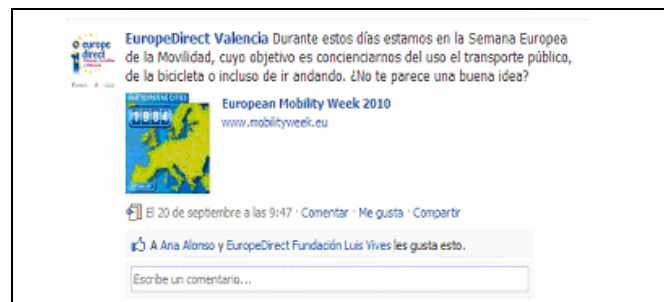 europe
direct
EuropeDirect Valencia Durante estos días estamos en la Semana Europea
de la Movilidad, cuyo objetivo es concienciarnos del uso el transporte público,
de la bicicleta o incluso de ir andando. ¿No te parece una buena idea?
1884
European Mobility Week 2010
www.mobilityweek.eu
El 20 de septiembre a las 9:47 · Comentar · Me gusta · Compartir
A Ana Alonso y EuropeDirect Fundación Luis Vives les gusta esto.
Escribe un comentario...